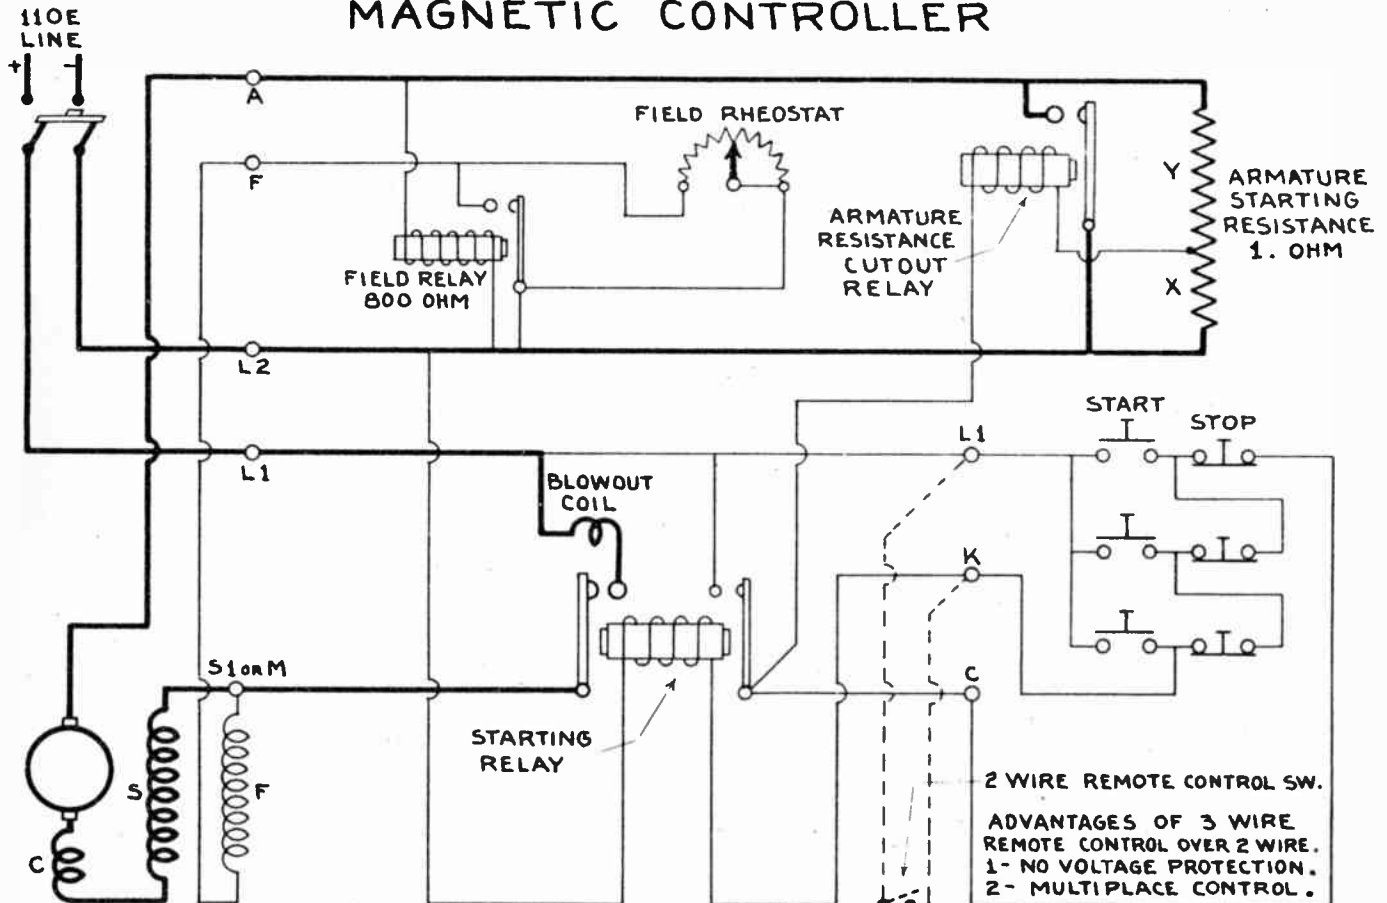 MAGNETIC CONTROLLER
110E
LINE
+ -
A
FIELD RHEOSTAT
F
Y
ARMATURE
STARTING
RESISTANCE
1. OHM
ARMATURE
RESISTANCE
CUTOUT
RELAY
FIELD RELAY
800 OHM
X
L2
START
STOP
L1
L1
BLOWOUT
COIL
K
S1 OR M
C
STARTING
RELAY
S
F
C
2 WIRE REMOTE CONTROL SW.
ADVANTAGES OF 3 WIRE
REMOTE CONTROL OVER 2 WIRE.
1- NO VOLTAGE PROTECTION.
2- MULTIPLACE CONTROL.